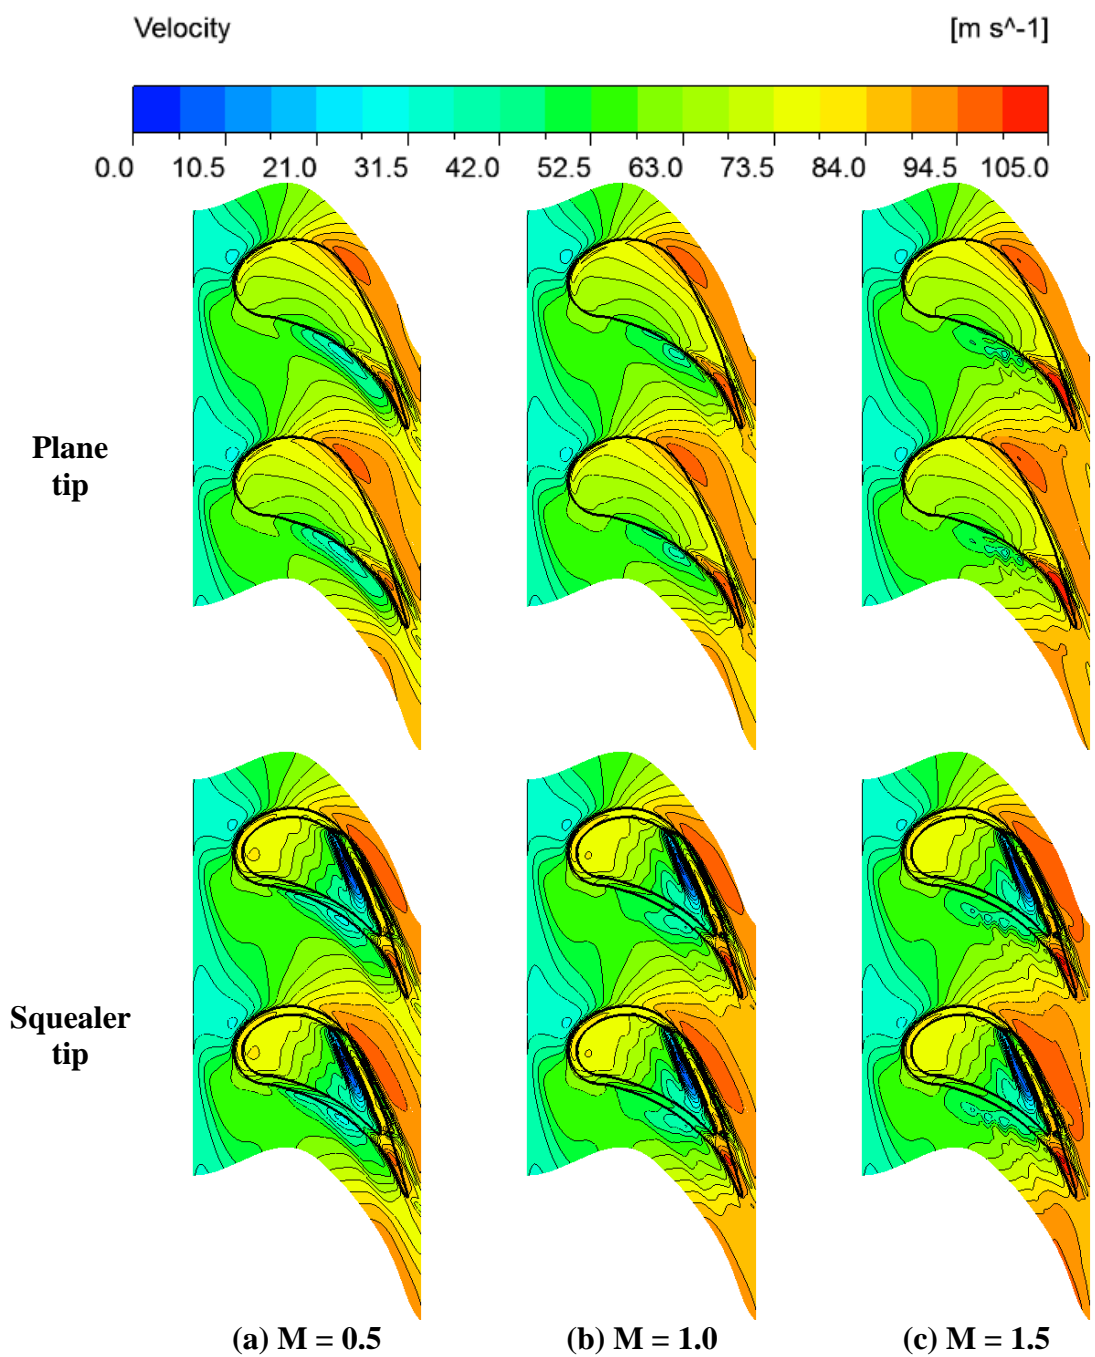 Velocity [m s^-1]
0.0 10.5 21.0 31.5 42.0 52.5 63.0 73.5 84.0 94.5 105.0
Plane
tip
Squealer
tip
(a) M = 0.5 (b) M = 1.0 (c) M = 1.5